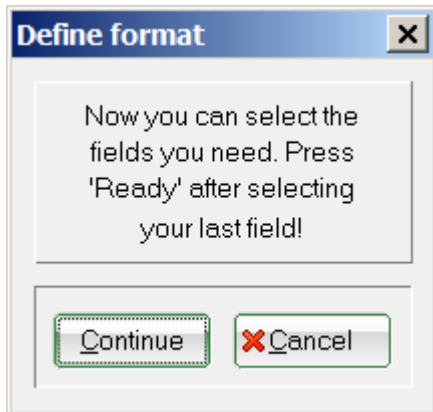 Define format
Now you can select the
fields you need. Press
'Ready' after selecting
your last field!
Continue
Cancel